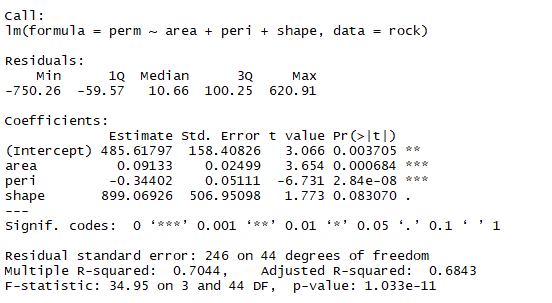 Call:
lm(formula = perm ~ area + peri + shape, data = rock)
Residuals:
Min 1Q Median 3Q Max
-750.26 -59.57 10.66 100.25 620.91
Coefficients:
Estimate Std. Error t value Pr(>|t|)
(Intercept) 485.61797 158.40826 3.066 0.003705 **
area 0.09133 0.02499 3.654 0.000684 ***
peri -0.34402 0.05111 -6.731 2.84e-08 ***
shape 899.06926 506.95098 1.773 0.083070 .
---
Signif. codes: 0 ‘***’ 0.001 ‘**’ 0.01 ‘*’ 0.05 ‘.’ 0.1 ‘ ’ 1
Residual standard error: 246 on 44 degrees of freedom
Multiple R-squared: 0.7044, Adjusted R-squared: 0.6843
F-statistic: 34.95 on 3 and 44 DF, p-value: 1.033e-11